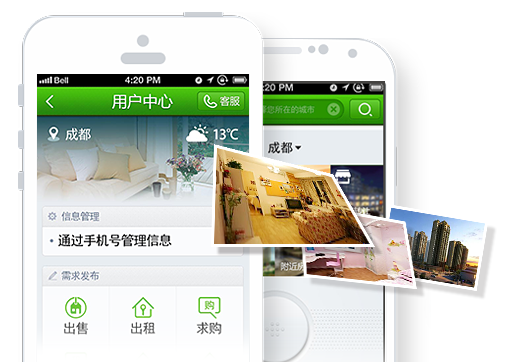 Bell 4:20 PM
用户中心
客服
成都
13℃
信息管理
• 通过手机号管理信息
需求发布
购
出售
出租
求购
:20 PM
您所在的城市
成都
附近房